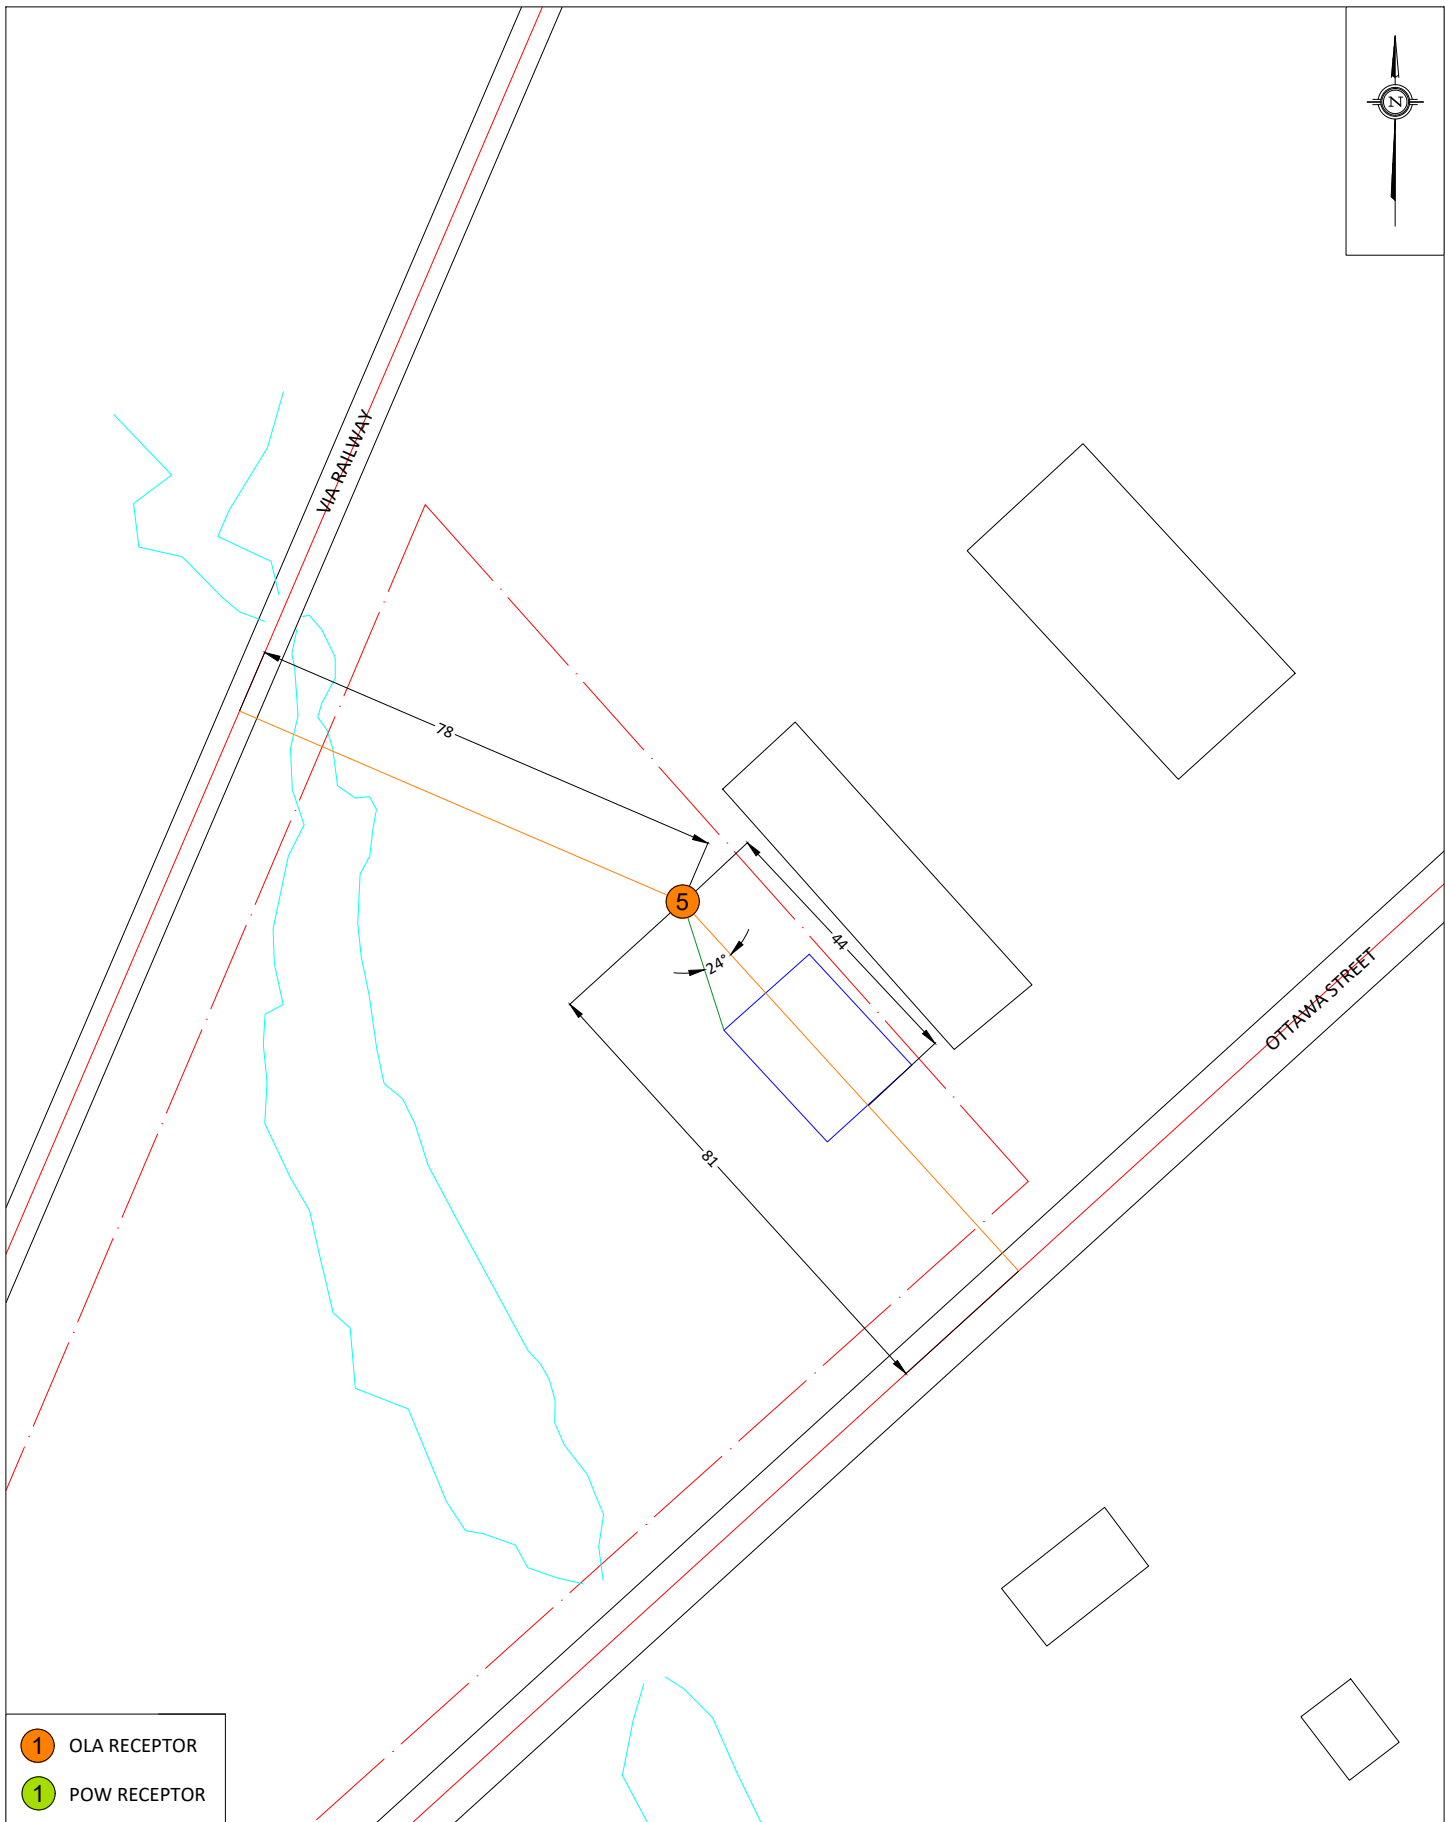 N
VIA RAILWAY
78
5
44
24°
OTTAWA STREET
81
1 OLA RECEPTOR
1 POW RECEPTOR